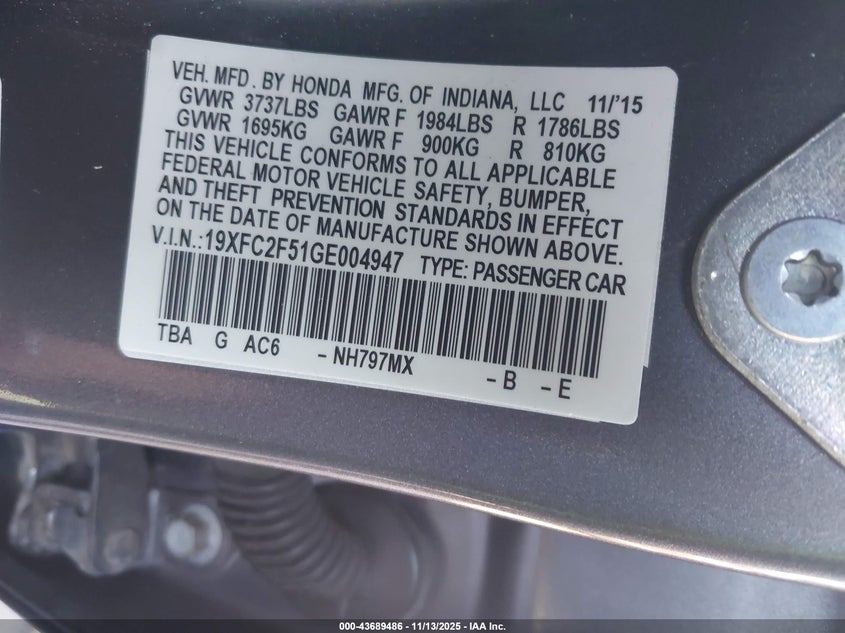 VEH. MFD. BY HONDA MFG. OF INDIANA, LLC 11/'15
GVWR 3737LBS GAWR F 1984LBS R 1786LBS
GVWR 1695KG GAWR F 900KG R 810KG
THIS VEHICLE CONFORMS TO ALL APPLICABLE
FEDERAL MOTOR VEHICLE SAFETY, BUMPER,
AND THEFT PREVENTION STANDARDS IN EFFECT
ON THE DATE OF MANUFACTURE SHOWN ABOVE.
V.I.N.:19XFC2F51GE004947 TYPE: PASSENGER CAR
TBA G AC6 - NH797MX - B - E
000-43689486 - 11/13/2025 - IAA Inc.